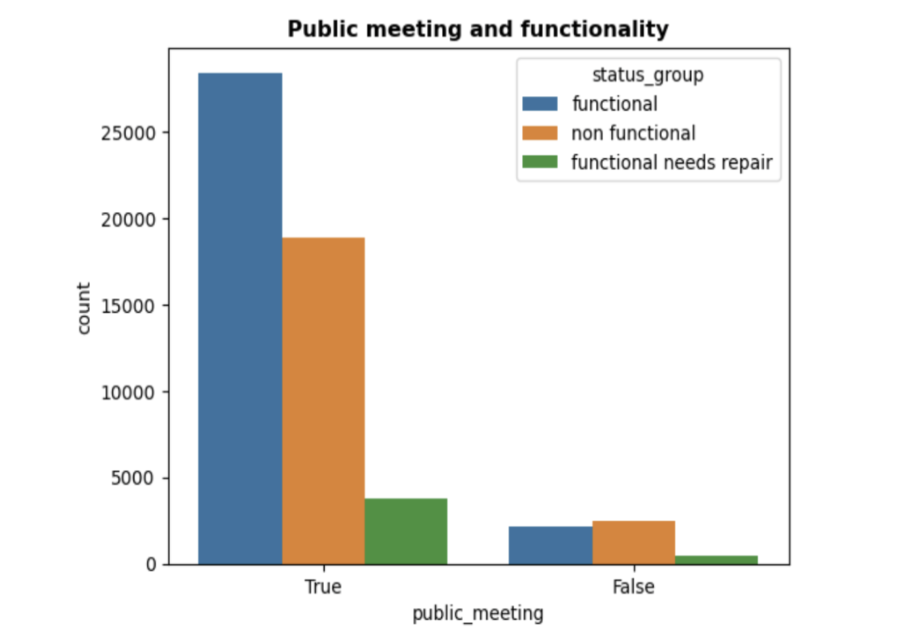 Public meeting and functionality
status_group
functional
non functional
functional needs repair
count
25000
20000
15000
10000
5000
0
True
False
public_meeting